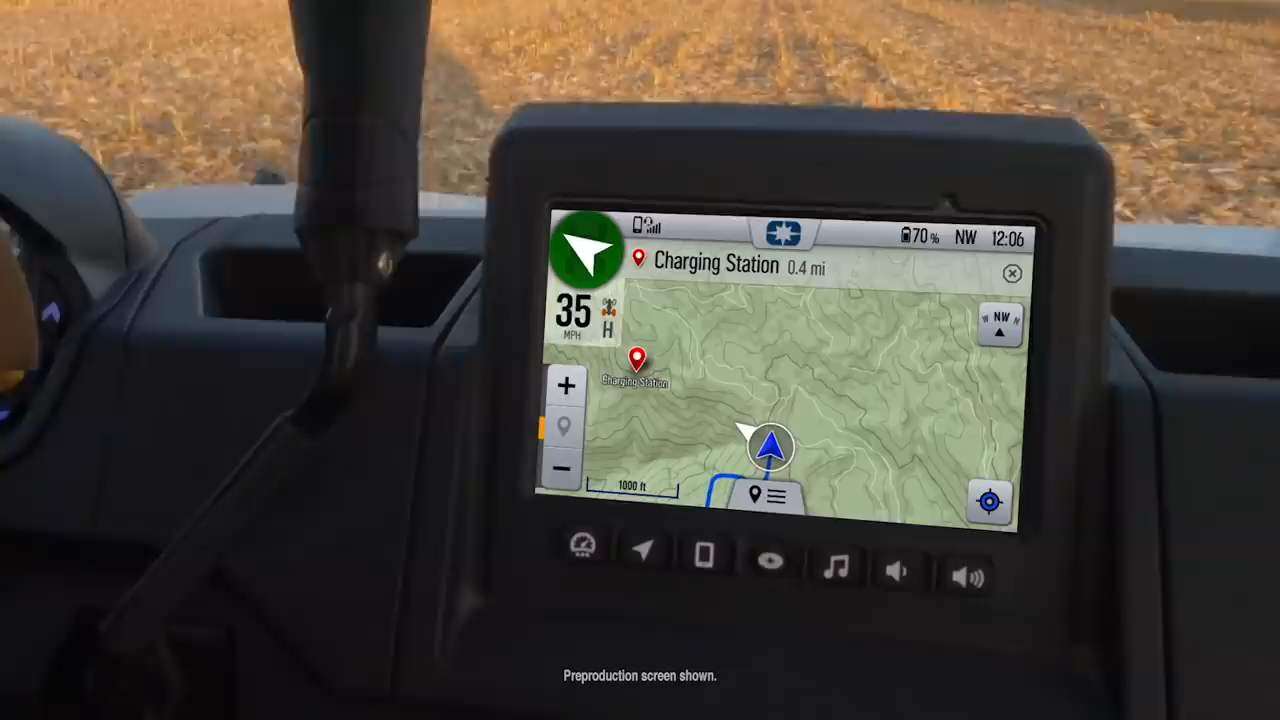 70 % NW 12:06
Charging Station 0.4 mi
35
MPH
H
W NW N
Charging Station
+
−
1000 ft
Preproduction screen shown.